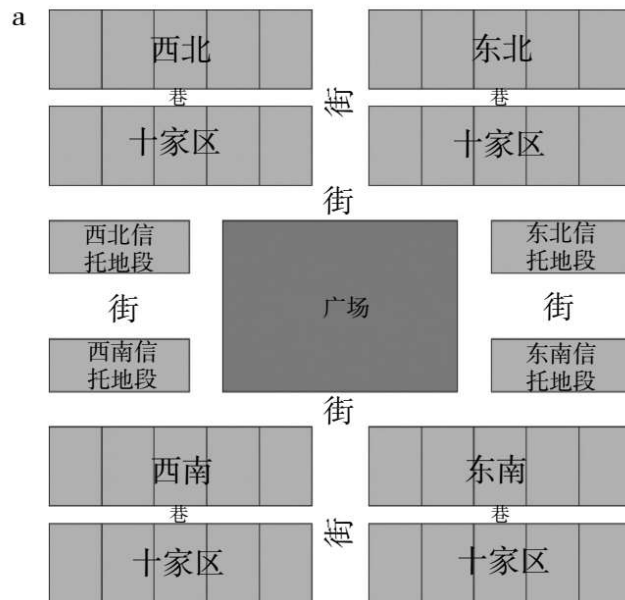 a
西北
东北
巷
街
巷
十家区
十家区
街
西北信
托地段
东北信
托地段
街
广场
街
西南信
托地段
东南信
托地段
街
西南
东南
巷
街
巷
十家区
十家区